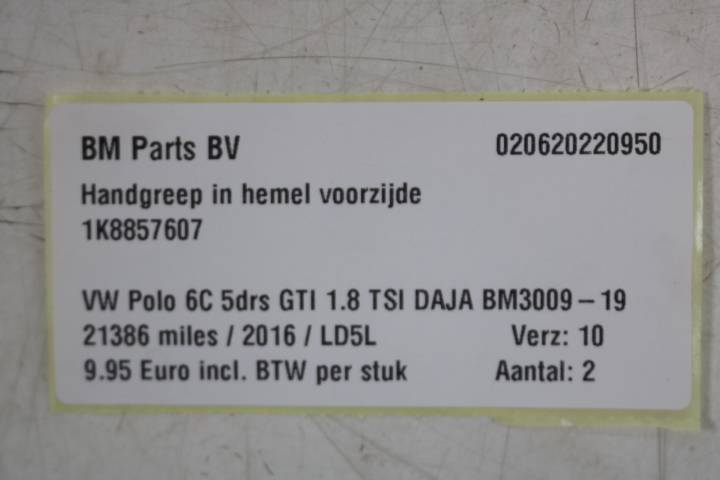 BM Parts BV 020620220950
Handgreep in hemel voorzijde
1K8857607
VW Polo 6C 5drs GTI 1.8 TSI DAJA BM3009 – 19
21386 miles / 2016 / LD5L Verz: 10
9.95 Euro incl. BTW per stuk Aantal: 2